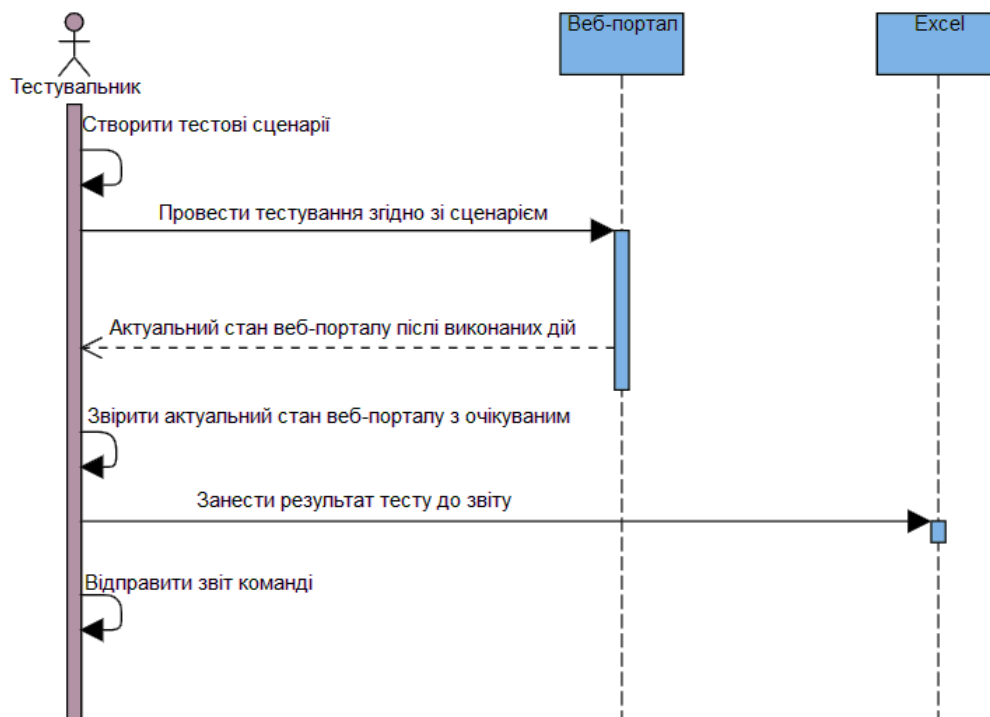 Веб-портал
Excel
Тестувальник
Створити тестові сценарії
Провести тестування згідно зі сценарієм
Актуальний стан веб-порталу післі виконаних дій
Звірити актуальний стан веб-порталу з очікуваним
Занести результат тесту до звіту
Відправити звіт команді